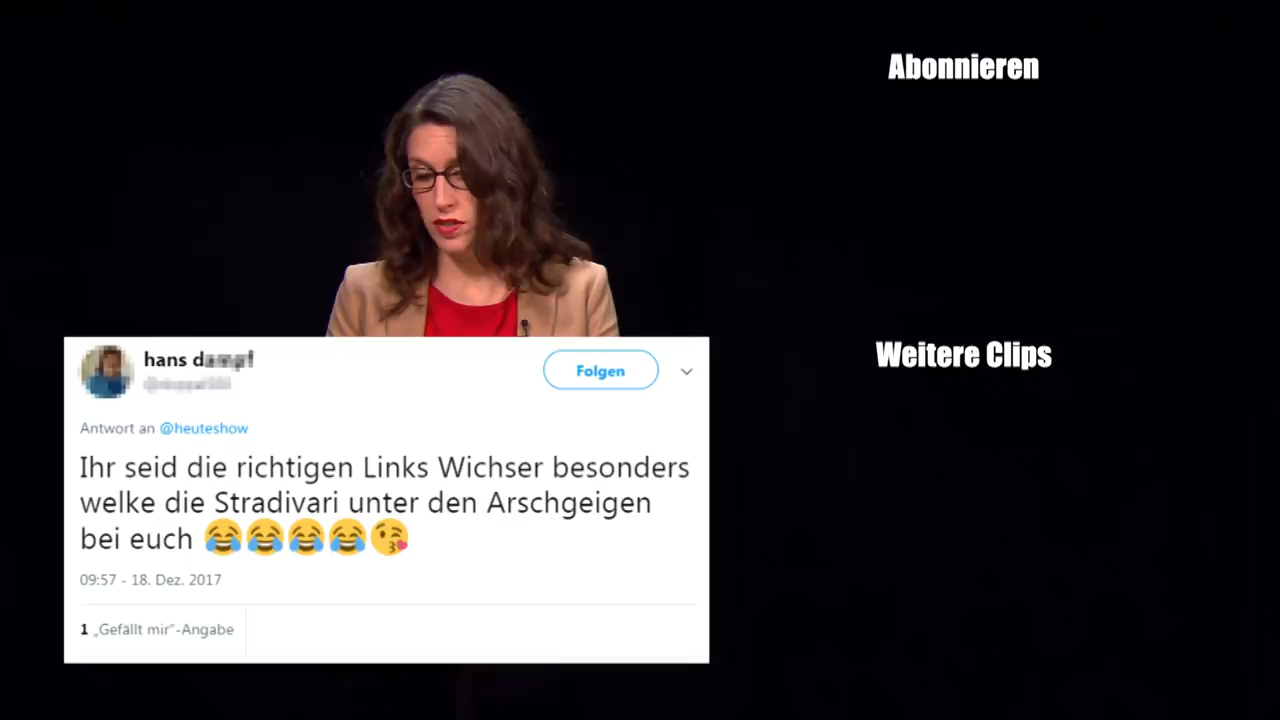 Abonnieren
Weitere Clips
hans d
Folgen
Antwort an @heuteshow
Ihr seid die richtigen Links Wichser besonders
welke die Stradivari unter den Arschgeigen
bei euch 😂😂😂😂😘
09:57 - 18. Dez. 2017
1 „Gefällt mir“-Angabe